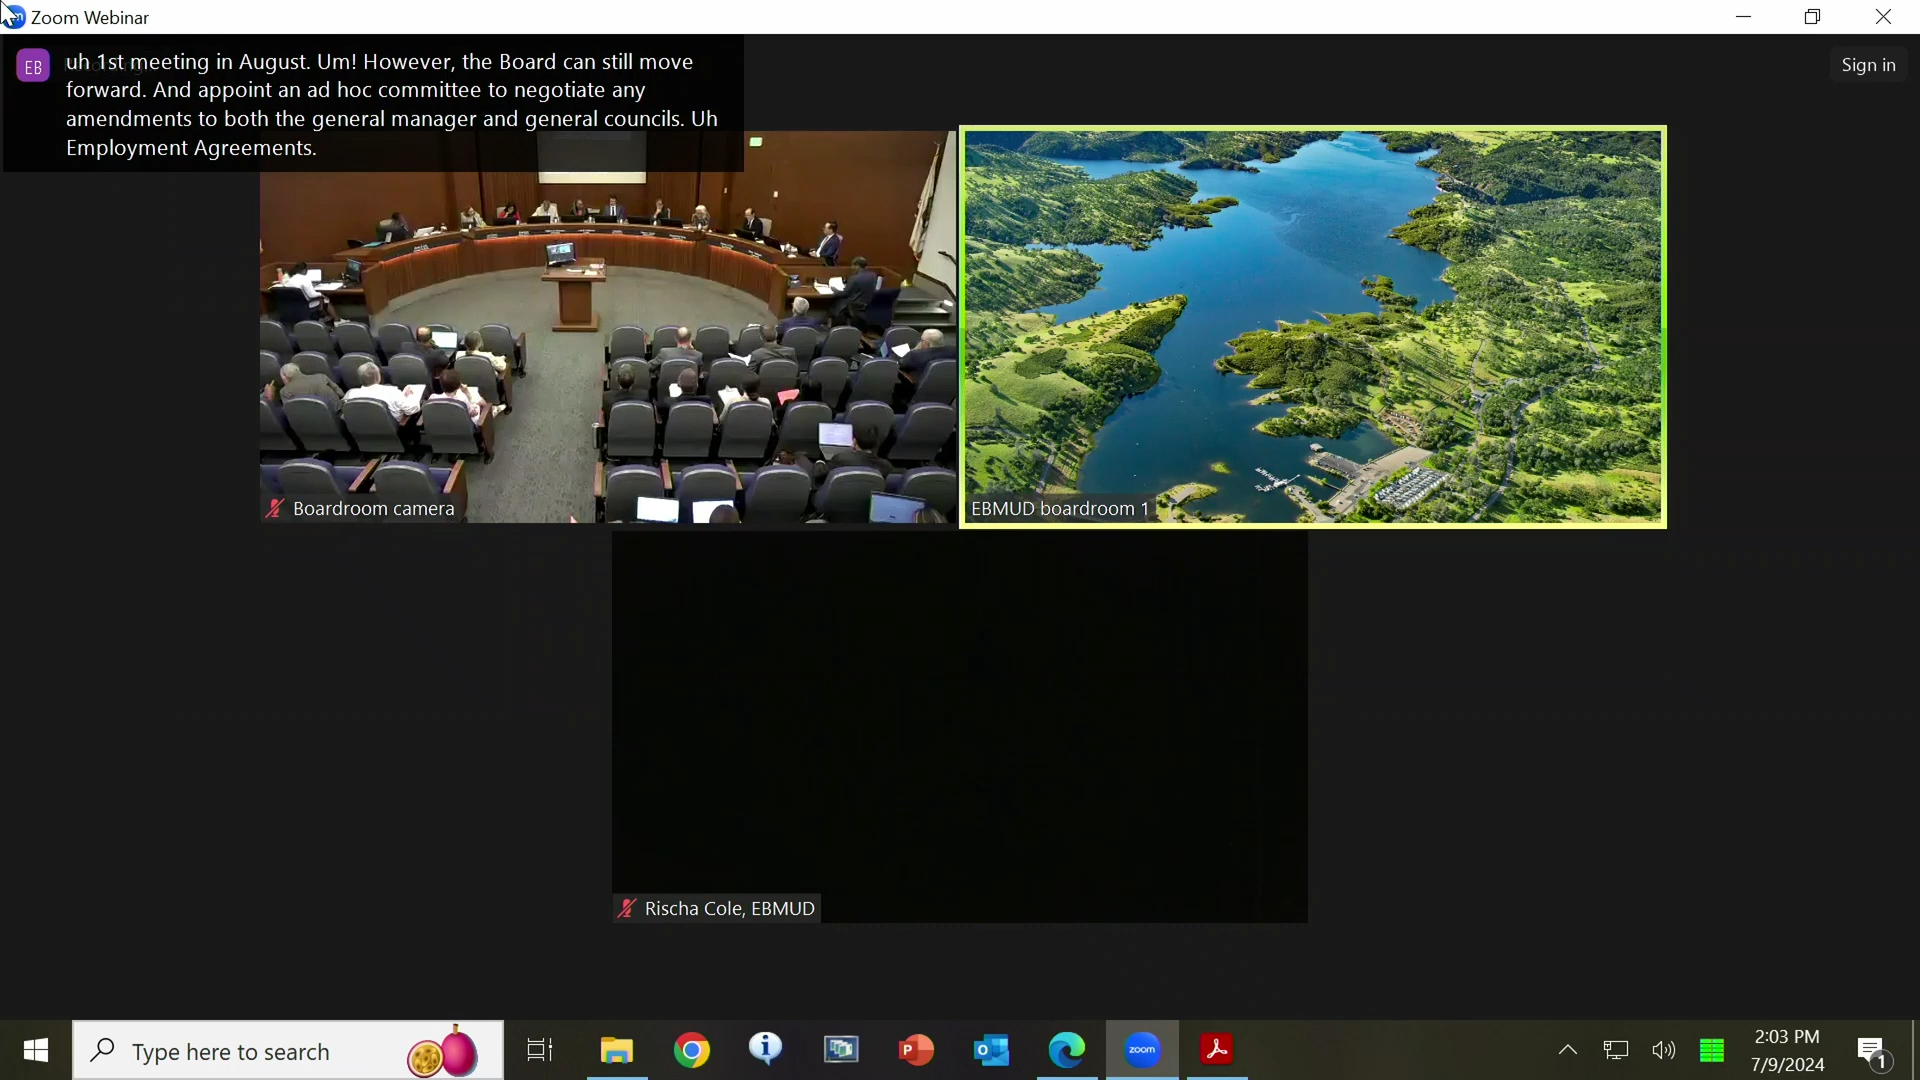 Zoom Webinar
EB
uh 1st meeting in August. Um! However, the Board can still move
forward. And appoint an ad hoc committee to negotiate any
amendments to both the general manager and general councils. Uh
Employment Agreements.
Sign in
Boardroom camera
EBMUD boardroom 1
Rischa Cole, EBMUD
Type here to search
zoom
2:03 PM
7/9/2024
1